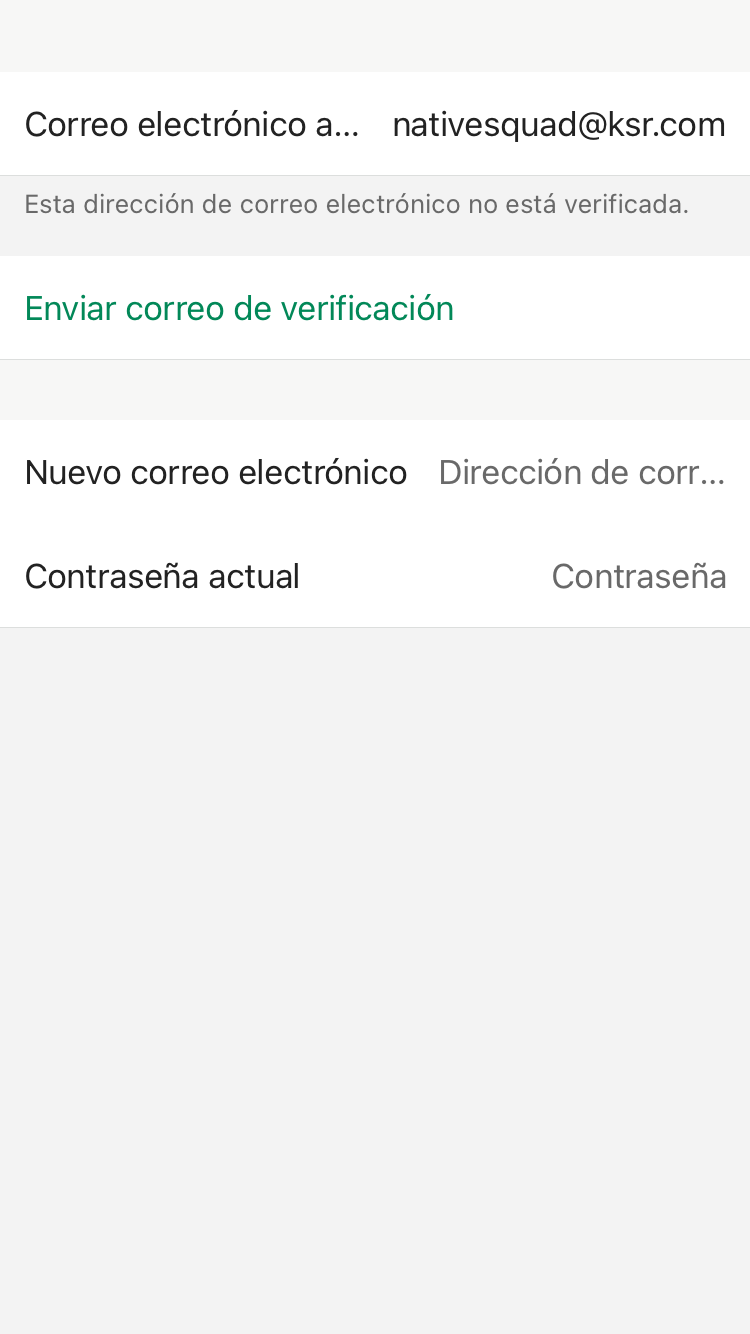 Correo electrónico a... nativesquad@ksr.com
Esta dirección de correo electrónico no está verificada.
Enviar correo de verificación
Nuevo correo electrónico Dirección de corr...
Contraseña actual Contraseña